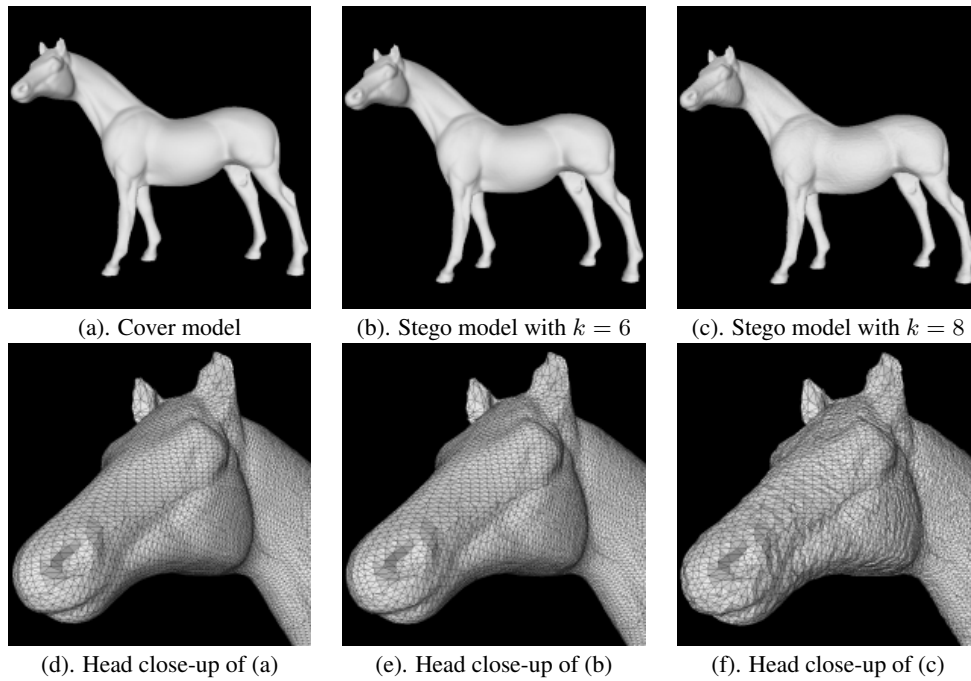 (a). Cover model
(b). Stego model with k = 6
(c). Stego model with k = 8
(d). Head close-up of (a)
(e). Head close-up of (b)
(f). Head close-up of (c)